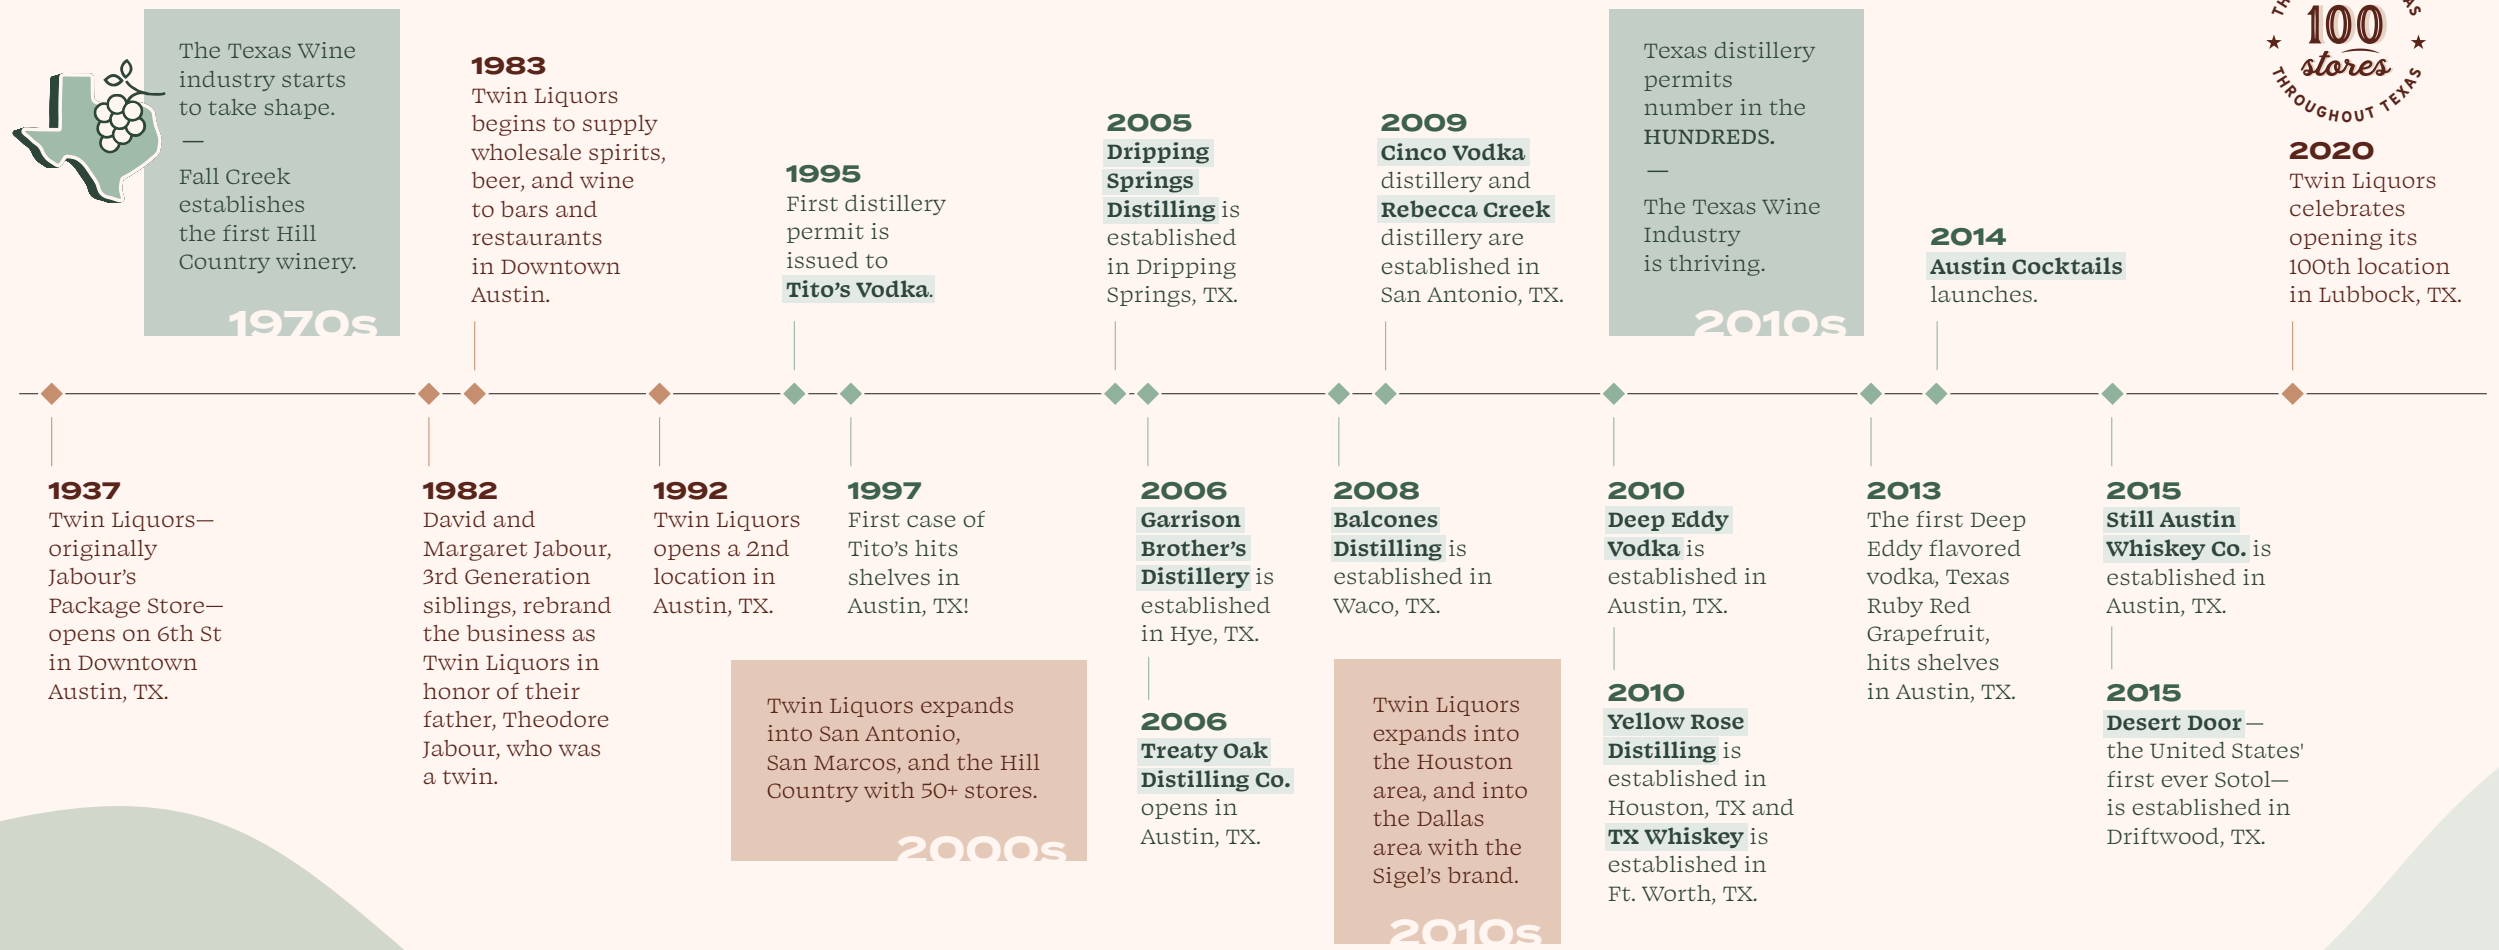 The Texas Wine
industry starts
to take shape.
—
Fall Creek
establishes
the first Hill
Country winery.
1970s
1983
Twin Liquors
begins to supply
wholesale spirits,
beer, and wine
to bars and
restaurants
in Downtown
Austin.
1995
First distillery
permit is
issued to
Tito’s Vodka.
2005
Dripping
Springs
Distilling is
established
in Dripping
Springs, TX.
2009
Cinco Vodka
distillery and
Rebecca Creek
distillery are
established in
San Antonio, TX.
Texas distillery
permits
number in the
HUNDREDS.
—
The Texas Wine
Industry
is thriving.
2010s
2014
Austin Cocktails
launches.
100
stores
THROUGHOUT TEXAS
2020
Twin Liquors
celebrates
opening its
100th location
in Lubbock, TX.
1937
Twin Liquors—
originally
Jabour’s
Package Store—
opens on 6th St
in Downtown
Austin, TX.
1982
David and
Margaret Jabour,
3rd Generation
siblings, rebrand
the business as
Twin Liquors in
honor of their
father, Theodore
Jabour, who was
a twin.
1992
Twin Liquors
opens a 2nd
location in
Austin, TX.
1997
First case of
Tito’s hits
shelves in
Austin, TX!
Twin Liquors expands
into San Antonio,
San Marcos, and the Hill
Country with 50+ stores.
2000s
2006
Garrison
Brother’s
Distillery is
established
in Hye, TX.
2006
Treaty Oak
Distilling Co.
opens in
Austin, TX.
2008
Balcones
Distilling is
established in
Waco, TX.
Twin Liquors
expands into
the Houston
area, and into
the Dallas
area with the
Sigel’s brand.
2010s
2010
Deep Eddy
Vodka is
established in
Austin, TX.
2010
Yellow Rose
Distilling is
established in
Houston, TX and
TX Whiskey is
established in
Ft. Worth, TX.
2013
The first Deep
Eddy flavored
vodka, Texas
Ruby Red
Grapefruit,
hits shelves
in Austin, TX.
2015
Still Austin
Whiskey Co. is
established in
Austin, TX.
2015
Desert Door—
the United States'
first ever Sotol—
is established in
Driftwood, TX.